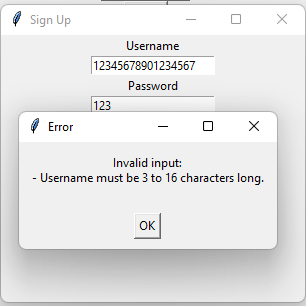 Sign Up
Username
12345678901234567
Password
123
Error
Invalid input:
- Username must be 3 to 16 characters long.
OK